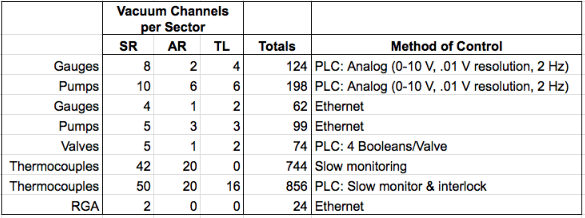 Vacuum Channels
per Sector
SR AR TL Totals Method of Control
Gauges 8 2 4 124 PLC: Analog (0-10 V, .01 V resolution, 2 Hz)
Pumps 10 6 6 198 PLC: Analog (0-10 V, .01 V resolution, 2 Hz)
Gauges 4 1 2 62 Ethernet
Pumps 5 3 3 99 Ethernet
Valves 5 1 2 74 PLC: 4 Booleans/Valve
Thermocouples 42 20 0 744 Slow monitoring
Thermocouples 50 20 16 856 PLC: Slow monitor & interlock
RGA 2 0 0 24 Ethernet